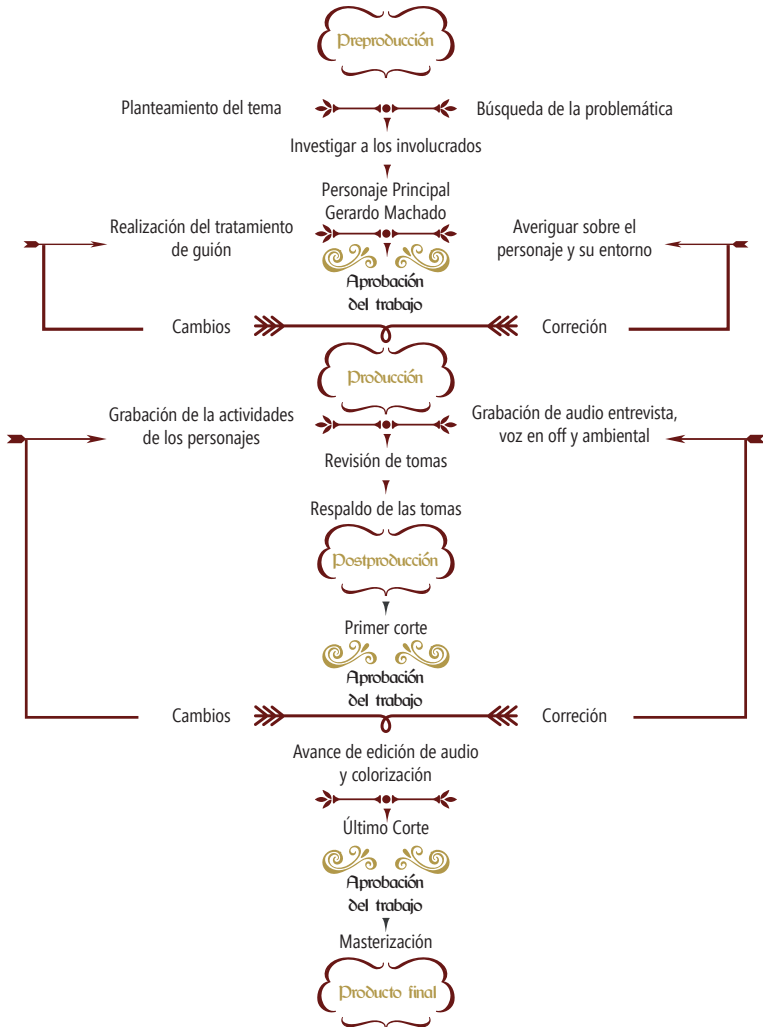 Preproducción
Planteamiento del tema
Búsqueda de la problemática
Investigar a los involucrados
Personaje Principal
Gerardo Machado
Realización del tratamiento
de guión
Averiguar sobre el
personaje y su entorno
Aprobación
del trabajo
Cambios
Correción
Producción
Grabación de la actividades
de los personajes
Grabación de audio entrevista,
voz en off y ambiental
Revisión de tomas
Respaldo de las tomas
Postproducción
Primer corte
Aprobación
del trabajo
Cambios
Correción
Avance de edición de audio
y colorización
Último Corte
Aprobación
del trabajo
Masterización
Producto final